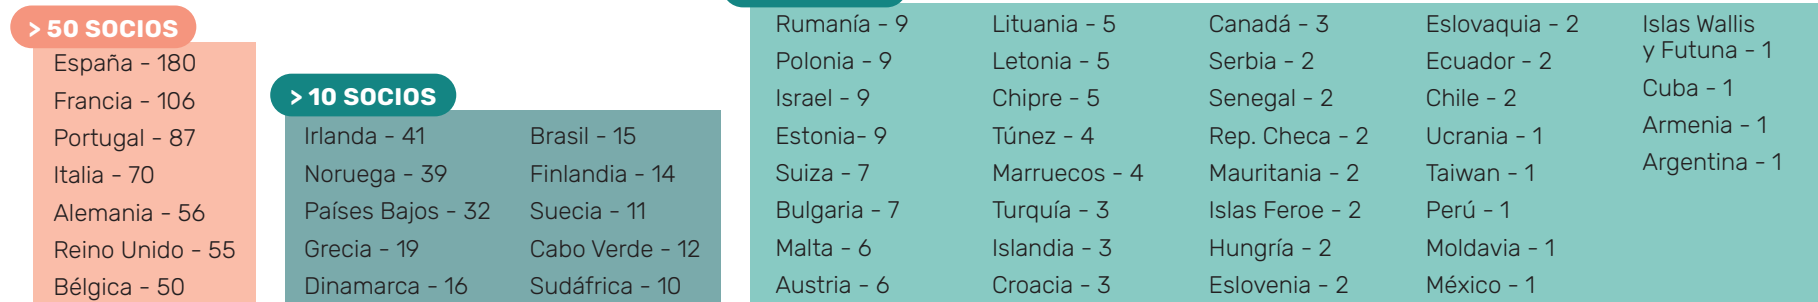 > 50 SOCIOS
España - 180
Francia - 106
Portugal - 87
Italia - 70
Alemania - 56
Reino Unido - 55
Bélgica - 50
> 10 SOCIOS
Irlanda - 41
Noruega - 39
Países Bajos - 32
Grecia - 19
Dinamarca - 16
Brasil - 15
Finlandia - 14
Suecia - 11
Cabo Verde - 12
Sudáfrica - 10
Rumanía - 9
Polonia - 9
Israel - 9
Estonia- 9
Suiza - 7
Bulgaria - 7
Malta - 6
Austria - 6
Lituania - 5
Letonia - 5
Chipre - 5
Túnez - 4
Marruecos - 4
Turquía - 3
Islandia - 3
Croacia - 3
Canadá - 3
Serbia - 2
Senegal - 2
Rep. Checa - 2
Mauritania - 2
Islas Feroe - 2
Hungría - 2
Eslovenia - 2
Eslovaquia - 2
Ecuador - 2
Chile - 2
Ucrania - 1
Taiwan - 1
Perú - 1
Moldavia - 1
México - 1
Islas Wallis
y Futuna - 1
Cuba - 1
Armenia - 1
Argentina - 1